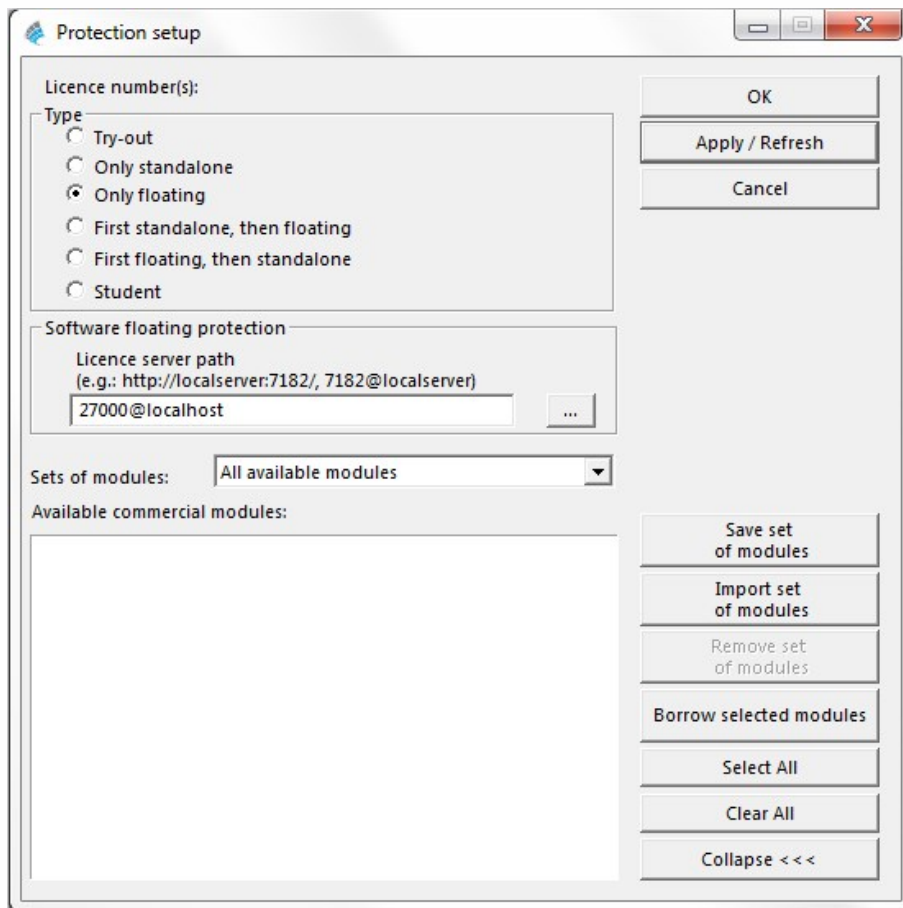 Protection setup
Licence number(s):
Type
Try-out
Only standalone
Only floating
First standalone, then floating
First floating, then standalone
Student
OK
Apply / Refresh
Cancel
Software floating protection
Licence server path
(e.g.: http://localserver:7182/, 7182@localserver)
27000@localhost
...
Sets of modules:
All available modules
Available commercial modules:
Save set
of modules
Import set
of modules
Remove set
of modules
Borrow selected modules
Select All
Clear All
Collapse < < <